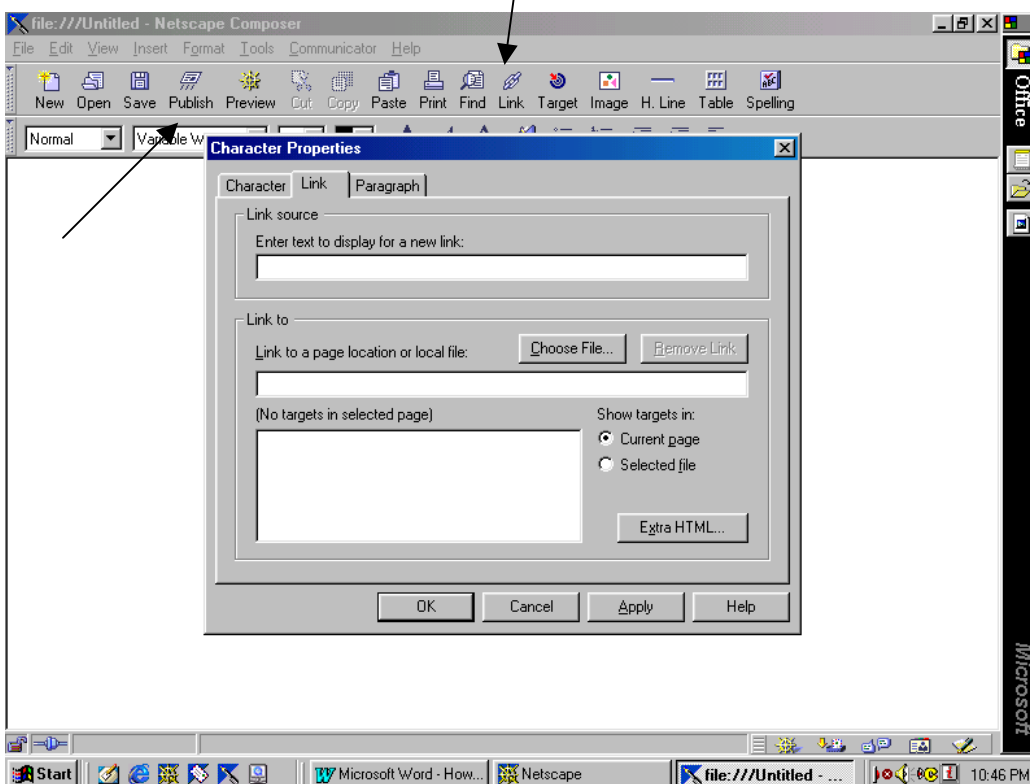 file:///Untitled - Netscape Composer
File Edit View Insert Format Tools Communicator Help
New Open Save Publish Preview Cut Copy Paste Print Find Link Target Image H. Line Table Spelling
Normal Variable W
Character Properties
Character Link Paragraph
Link source
Enter text to display for a new link:
Link to
Link to a page location or local file: Choose File... Remove Link
(No targets in selected page) Show targets in:
Current page
Selected file
Extra HTML...
OK Cancel Apply Help
Office
Microsoft
Start Microsoft Word - How... Netscape file:///Untitled - ... 10:46 PM